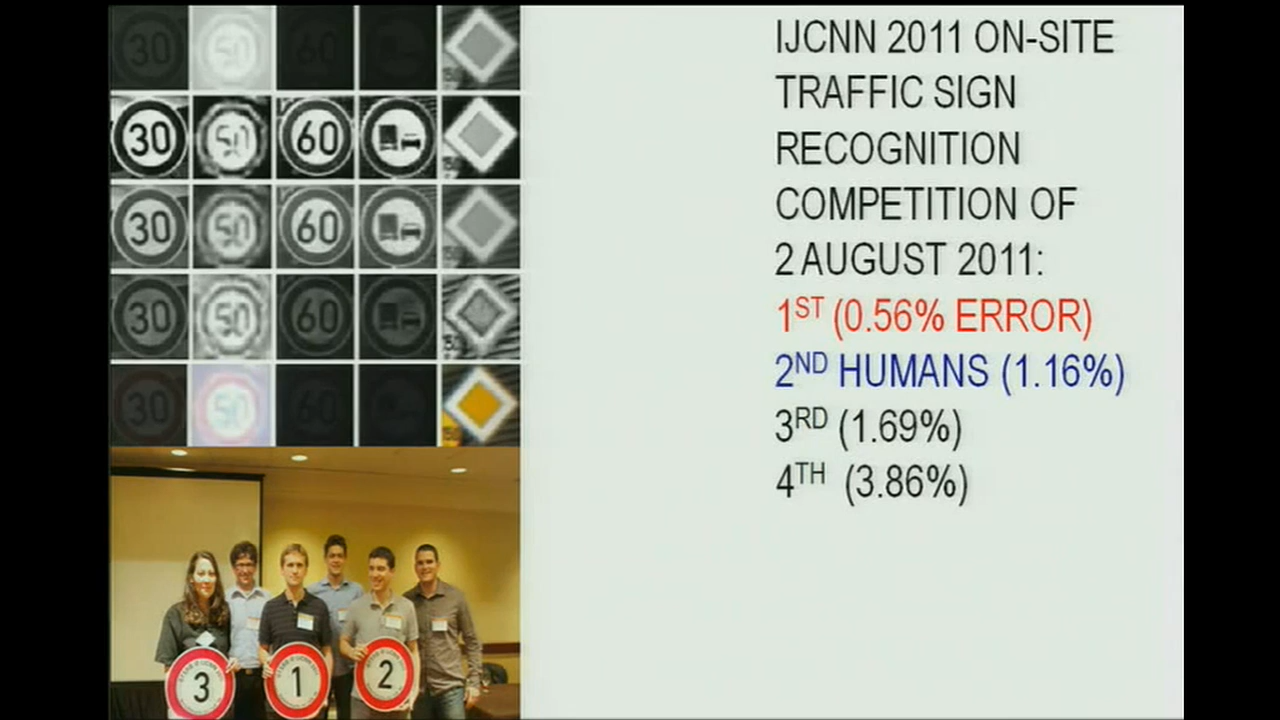 30 50 60
30 50 60
30 50 60
30 50 60
30 50 60
IJCNN 2011 ON-SITE
TRAFFIC SIGN
RECOGNITION
COMPETITION OF
2 AUGUST 2011:
1ST (0.56% ERROR)
2ND HUMANS (1.16%)
3RD (1.69%)
4TH (3.86%)
3 1 2